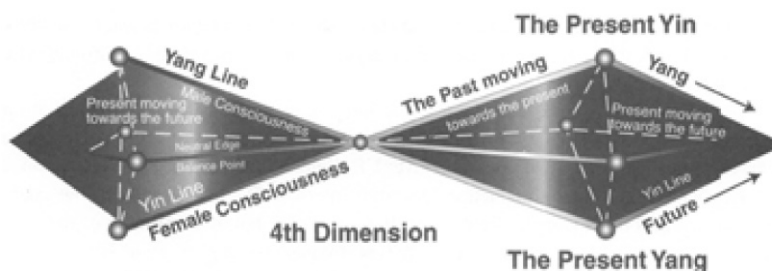 The Present Yin
Yang Line
Male Consciousness
The Past moving
towards the present
Yang
Present moving
towards the future
Present moving
towards the future
Neutral Edge
Balance Point
Yin Line
Female Consciousness
Yin Line
Future
4th Dimension
The Present Yang